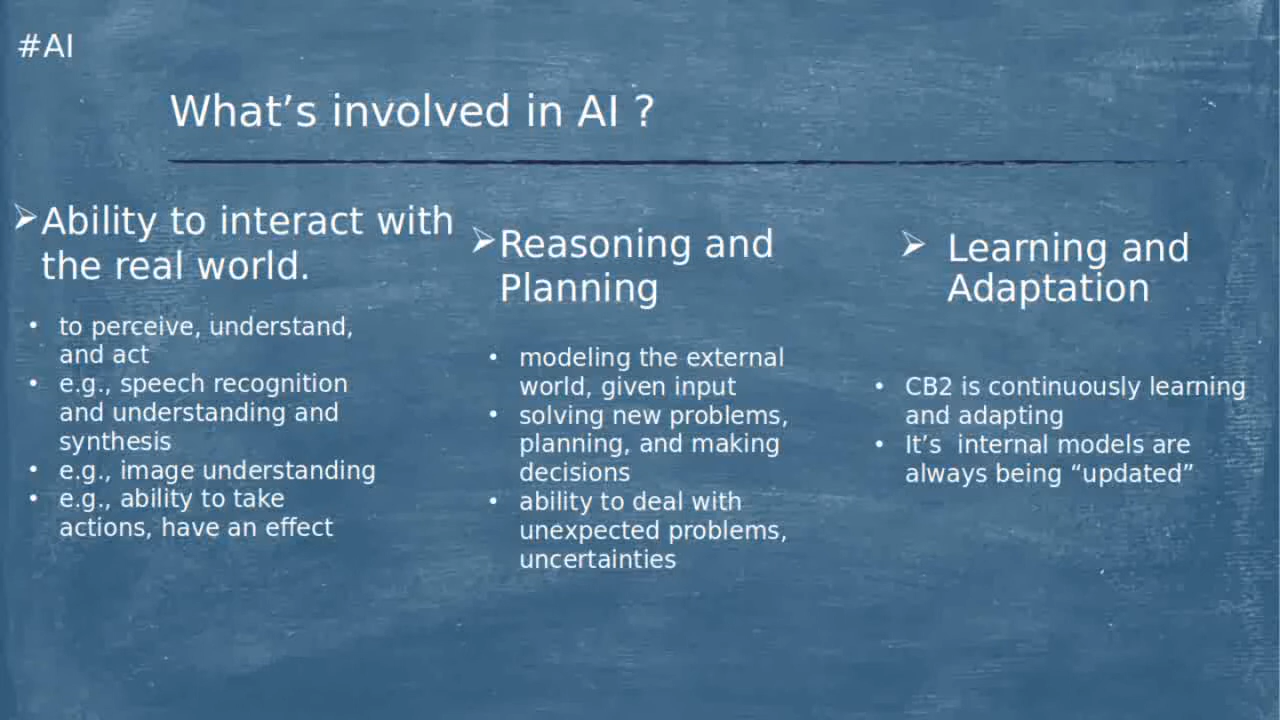 #AI
What’s involved in AI ?
➢Ability to interact with
the real world.
• to perceive, understand,
and act
• e.g., speech recognition
and understanding and
synthesis
• e.g., image understanding
• e.g., ability to take
actions, have an effect
➢Reasoning and
Planning
• modeling the external
world, given input
• solving new problems,
planning, and making
decisions
• ability to deal with
unexpected problems,
uncertainties
➢ Learning and
Adaptation
• CB2 is continuously learning
and adapting
• It’s  internal models are
always being “updated”